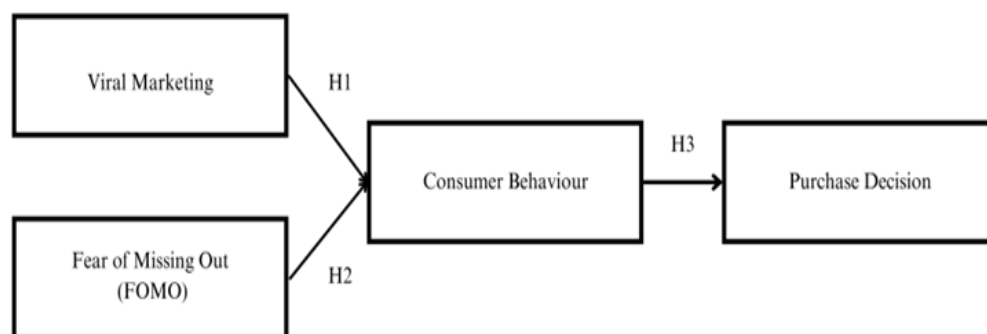 Viral Marketing
H1
Consumer Behaviour
H3
Purchase Decision
Fear of Missing Out
(FOMO)
H2